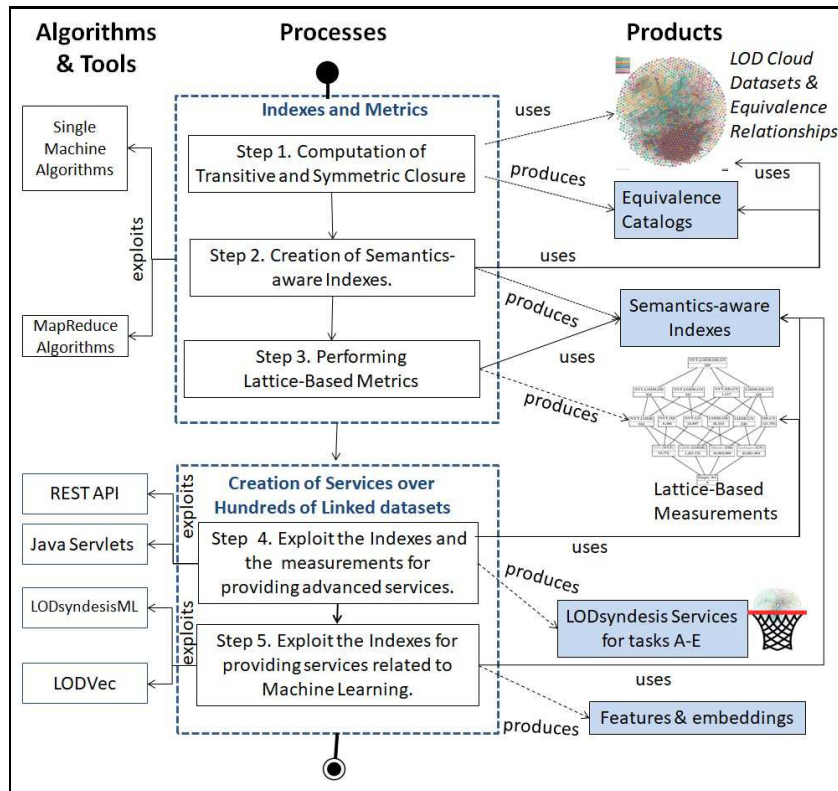 Algorithms
& Tools
Processes
Products
LOD Cloud
Datasets &
Equivalence
Relationships
Indexes and Metrics
uses
Single
Machine
Algorithms
Step 1. Computation of
Transitive and Symmetric Closure
produces
uses
Equivalence
Catalogs
exploits
Step 2. Creation of Semantics-
aware Indexes.
uses
produces
Semantics-aware
Indexes
MapReduce
Algorithms
Step 3. Performing
Lattice-Based Metrics
uses
produces
Lattice-Based
Measurements
Creation of Services over
Hundreds of Linked datasets
REST API
exploits
Java Servlets
Step 4. Exploit the Indexes and
the measurements for
providing advanced services.
uses
produces
LODsyndesisML
exploits
LODsyndesis Services
for tasks A-E
Step 5. Exploit the Indexes for
providing services related to
Machine Learning.
LODVec
uses
produces
Features & embeddings